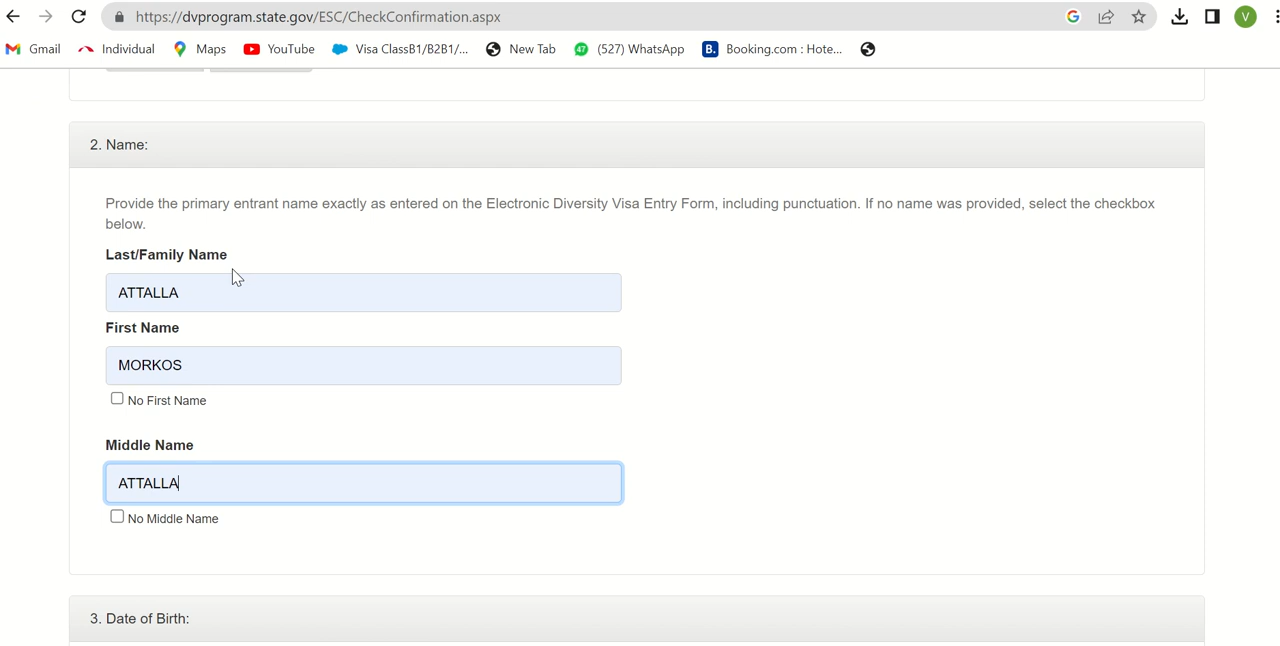 https://dvprogram.state.gov/ESC/CheckConfirmation.aspx
V
Gmail Individual Maps YouTube Visa ClassB1/B2B1/... New Tab (527) WhatsApp B. Booking.com : Hote...
2. Name:
Provide the primary entrant name exactly as entered on the Electronic Diversity Visa Entry Form, including punctuation. If no name was provided, select the checkbox
below.
Last/Family Name
ATTALLA
First Name
MORKOS
No First Name
Middle Name
ATTALLA
No Middle Name
3. Date of Birth: